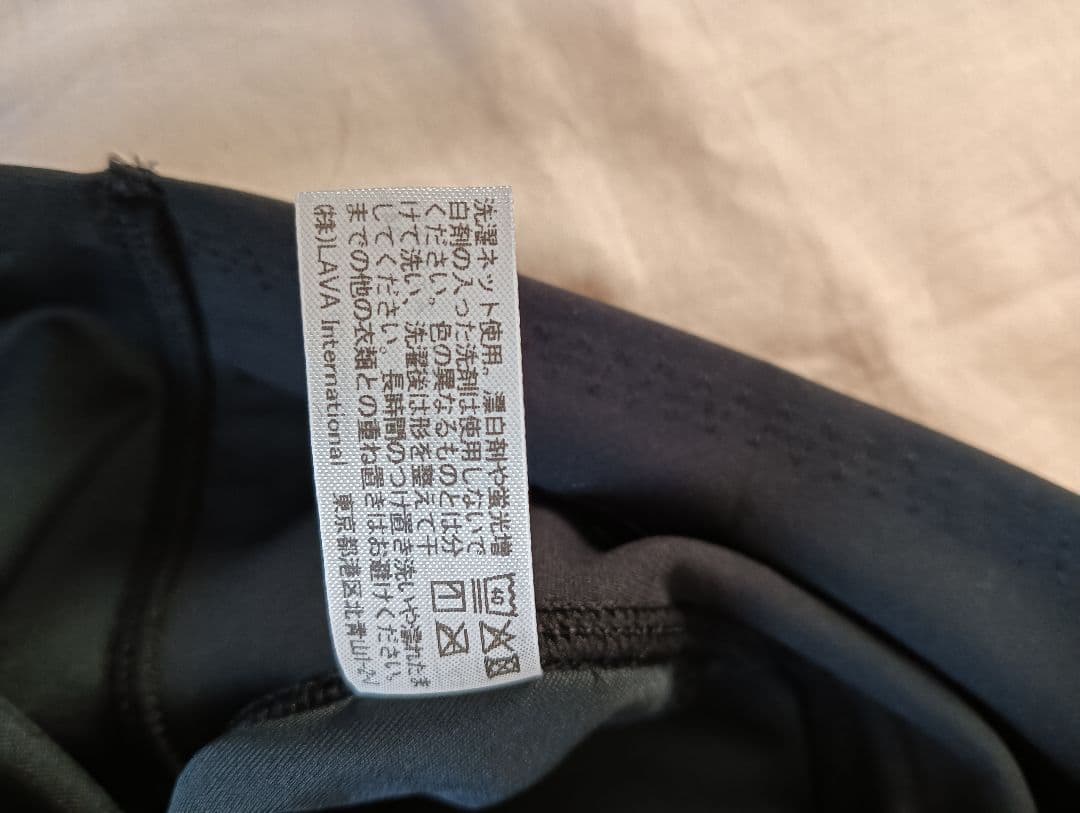 洗濯ネット使用、漂白剤や蛍光増
白剤の入った洗剤は使用しないで
ください。色の異なるものとは分
けて洗い、洗濯後は形を整えて干
してください。長時間のつけ置き洗いや濡れたま
までの他の衣類との重ね置きはお避けください。
(株)LAVA International 東京都港区北青山
40